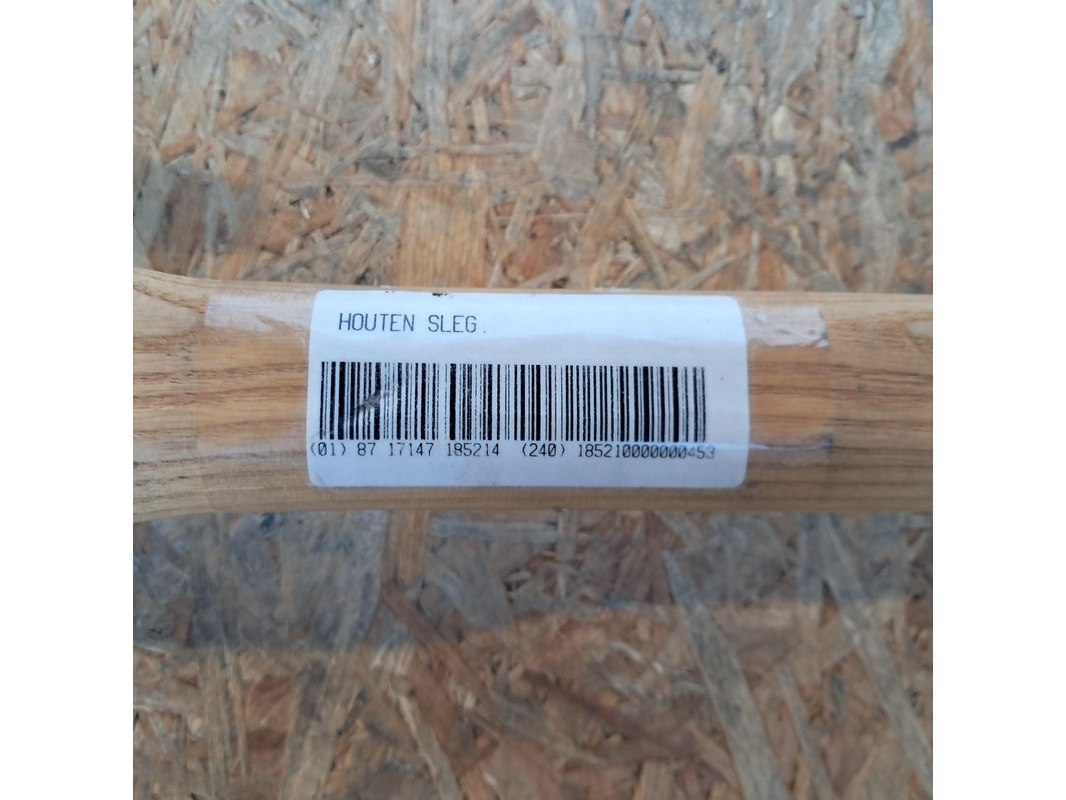 HOUTEN SLEG.
(01) 87 17147 185214 (240) 185210000000453